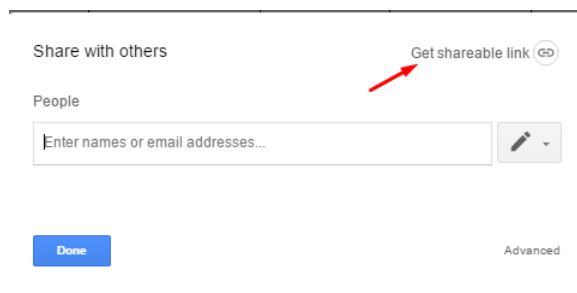 Share with others
Get shareable link
People
Enter names or email addresses...
Done
Advanced